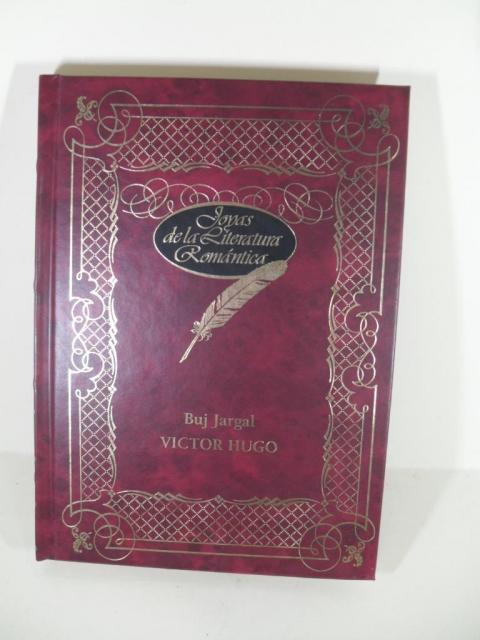 Joyas
de la Literatura
Romántica
Buj Jargal
VICTOR HUGO